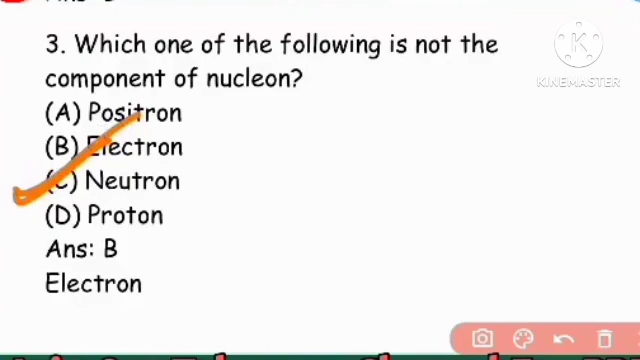 3. Which one of the following is not the
component of nucleon?
(A) Positron
(B) Electron
(C) Neutron
(D) Proton
Ans: B
Electron
K
KINEMASTER